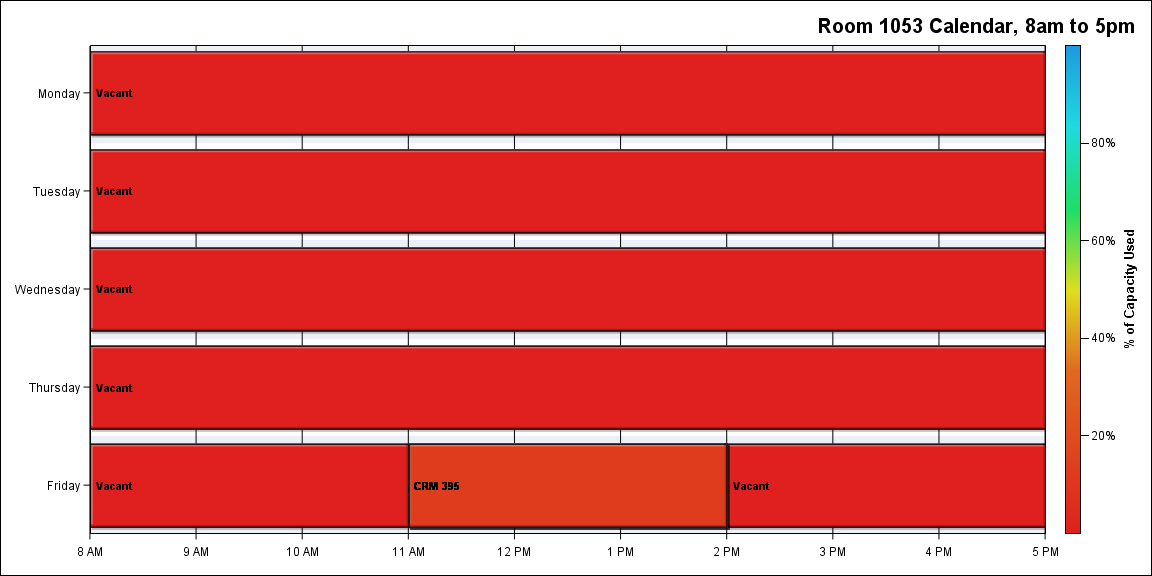 Room 1053 Calendar, 8am to 5pm
Monday
Vacant
Tuesday
Vacant
Wednesday
Vacant
Thursday
Vacant
Friday
Vacant
CRM 395
Vacant
8 AM
9 AM
10 AM
11 AM
12 PM
1 PM
2 PM
3 PM
4 PM
5 PM
80%
60%
40%
20%
% of Capacity Used